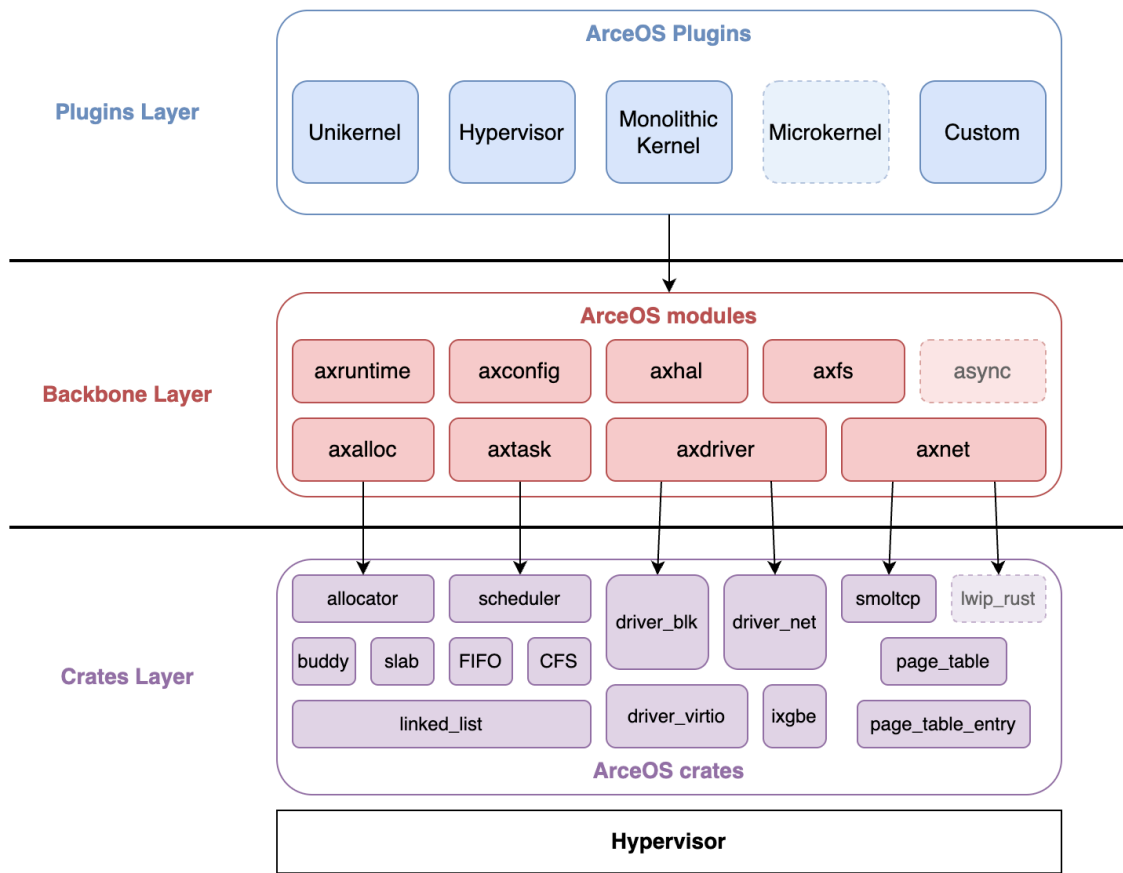 ArceOS Plugins
Plugins Layer
Unikernel
Hypervisor
Monolithic
Kernel
Microkernel
Custom
ArceOS modules
Backbone Layer
axruntime
axconfig
axhal
axfs
async
axalloc
axtask
axdriver
axnet
Crates Layer
allocator
scheduler
driver_blk
driver_net
smoltcp
lwip_rust
buddy
slab
FIFO
CFS
page_table
linked_list
driver_virtio
ixgbe
page_table_entry
ArceOS crates
Hypervisor